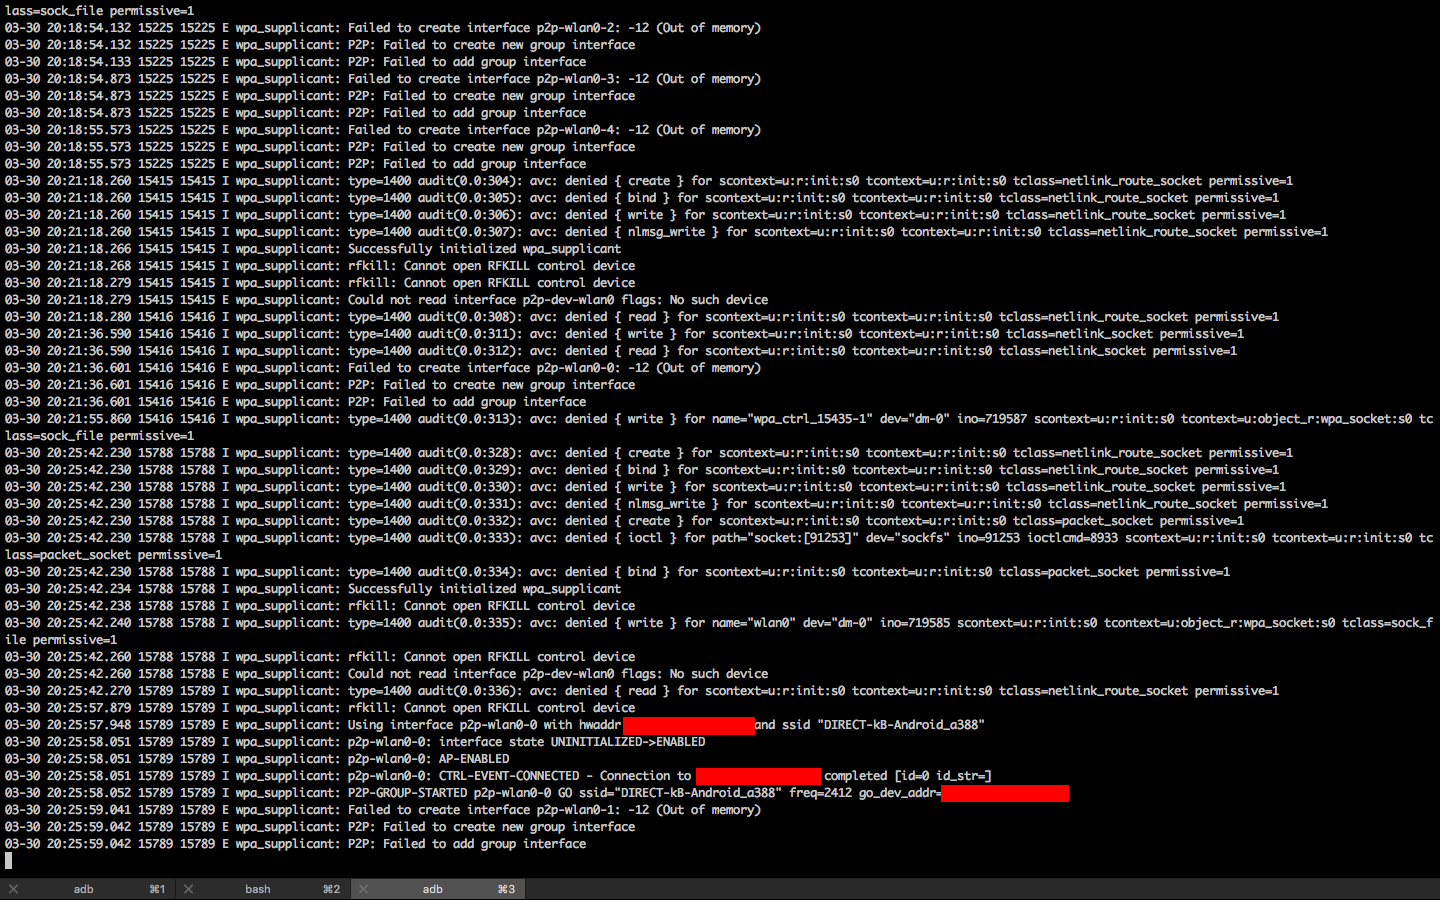 lass=sock_file permissive=1
03-30 20:18:54.132 15225 15225 E wpa_supplicant: Failed to create interface p2p-wlan0-2: -12 (Out of memory)
03-30 20:18:54.132 15225 15225 E wpa_supplicant: P2P: Failed to create new group interface
03-30 20:18:54.133 15225 15225 E wpa_supplicant: P2P: Failed to add group interface
03-30 20:18:54.873 15225 15225 E wpa_supplicant: Failed to create interface p2p-wlan0-3: -12 (Out of memory)
03-30 20:18:54.873 15225 15225 E wpa_supplicant: P2P: Failed to create new group interface
03-30 20:18:54.873 15225 15225 E wpa_supplicant: P2P: Failed to add group interface
03-30 20:18:55.573 15225 15225 E wpa_supplicant: Failed to create interface p2p-wlan0-4: -12 (Out of memory)
03-30 20:18:55.573 15225 15225 E wpa_supplicant: P2P: Failed to create new group interface
03-30 20:18:55.573 15225 15225 E wpa_supplicant: P2P: Failed to add group interface
03-30 20:21:18.260 15415 15415 I wpa_supplicant: type=1400 audit(0.0:304): avc: denied { create } for scontext=u:r:init:s0 tcontext=u:r:init:s0 tclass=netlink_route_socket permissive=1
03-30 20:21:18.260 15415 15415 I wpa_supplicant: type=1400 audit(0.0:305): avc: denied { bind } for scontext=u:r:init:s0 tcontext=u:r:init:s0 tclass=netlink_route_socket permissive=1
03-30 20:21:18.260 15415 15415 I wpa_supplicant: type=1400 audit(0.0:306): avc: denied { write } for scontext=u:r:init:s0 tcontext=u:r:init:s0 tclass=netlink_route_socket permissive=1
03-30 20:21:18.260 15415 15415 I wpa_supplicant: type=1400 audit(0.0:307): avc: denied { nlmsg_write } for scontext=u:r:init:s0 tcontext=u:r:init:s0 tclass=netlink_route_socket permissive=1
03-30 20:21:18.266 15415 15415 I wpa_supplicant: Successfully initialized wpa_supplicant
03-30 20:21:18.268 15415 15415 I wpa_supplicant: rfkill: Cannot open RFKILL control device
03-30 20:21:18.279 15415 15415 I wpa_supplicant: rfkill: Cannot open RFKILL control device
03-30 20:21:18.279 15415 15415 E wpa_supplicant: Could not read interface p2p-dev-wlan0 flags: No such device
03-30 20:21:18.280 15416 15416 I wpa_supplicant: type=1400 audit(0.0:308): avc: denied { read } for scontext=u:r:init:s0 tcontext=u:r:init:s0 tclass=netlink_route_socket permissive=1
03-30 20:21:36.590 15416 15416 I wpa_supplicant: type=1400 audit(0.0:311): avc: denied { write } for scontext=u:r:init:s0 tcontext=u:r:init:s0 tclass=netlink_socket permissive=1
03-30 20:21:36.590 15416 15416 I wpa_supplicant: type=1400 audit(0.0:312): avc: denied { read } for scontext=u:r:init:s0 tcontext=u:r:init:s0 tclass=netlink_socket permissive=1
03-30 20:21:36.601 15416 15416 E wpa_supplicant: Failed to create interface p2p-wlan0-0: -12 (Out of memory)
03-30 20:21:36.601 15416 15416 E wpa_supplicant: P2P: Failed to create new group interface
03-30 20:21:36.601 15416 15416 E wpa_supplicant: P2P: Failed to add group interface
03-30 20:21:55.860 15416 15416 I wpa_supplicant: type=1400 audit(0.0:313): avc: denied { write } for name="wpa_ctrl_15435-1" dev="dm-0" ino=719587 scontext=u:r:init:s0 tcontext=u:object_r:wpa_socket:s0 tc
lass=sock_file permissive=1
03-30 20:25:42.230 15788 15788 I wpa_supplicant: type=1400 audit(0.0:328): avc: denied { create } for scontext=u:r:init:s0 tcontext=u:r:init:s0 tclass=netlink_route_socket permissive=1
03-30 20:25:42.230 15788 15788 I wpa_supplicant: type=1400 audit(0.0:329): avc: denied { bind } for scontext=u:r:init:s0 tcontext=u:r:init:s0 tclass=netlink_route_socket permissive=1
03-30 20:25:42.230 15788 15788 I wpa_supplicant: type=1400 audit(0.0:330): avc: denied { write } for scontext=u:r:init:s0 tcontext=u:r:init:s0 tclass=netlink_route_socket permissive=1
03-30 20:25:42.230 15788 15788 I wpa_supplicant: type=1400 audit(0.0:331): avc: denied { nlmsg_write } for scontext=u:r:init:s0 tcontext=u:r:init:s0 tclass=netlink_route_socket permissive=1
03-30 20:25:42.230 15788 15788 I wpa_supplicant: type=1400 audit(0.0:332): avc: denied { create } for scontext=u:r:init:s0 tcontext=u:r:init:s0 tclass=packet_socket permissive=1
03-30 20:25:42.230 15788 15788 I wpa_supplicant: type=1400 audit(0.0:333): avc: denied { ioctl } for path="socket:[91253]" dev="sockfs" ino=91253 ioctlcmd=8933 scontext=u:r:init:s0 tcontext=u:r:init:s0 tc
lass=packet_socket permissive=1
03-30 20:25:42.230 15788 15788 I wpa_supplicant: type=1400 audit(0.0:334): avc: denied { bind } for scontext=u:r:init:s0 tcontext=u:r:init:s0 tclass=packet_socket permissive=1
03-30 20:25:42.234 15788 15788 I wpa_supplicant: Successfully initialized wpa_supplicant
03-30 20:25:42.238 15788 15788 I wpa_supplicant: rfkill: Cannot open RFKILL control device
03-30 20:25:42.240 15788 15788 I wpa_supplicant: type=1400 audit(0.0:335): avc: denied { write } for name="wlan0" dev="dm-0" ino=719585 scontext=u:r:init:s0 tcontext=u:object_r:wpa_socket:s0 tclass=sock_f
ile permissive=1
03-30 20:25:42.260 15788 15788 I wpa_supplicant: rfkill: Cannot open RFKILL control device
03-30 20:25:42.260 15788 15788 E wpa_supplicant: Could not read interface p2p-dev-wlan0 flags: No such device
03-30 20:25:42.270 15789 15789 I wpa_supplicant: type=1400 audit(0.0:336): avc: denied { read } for scontext=u:r:init:s0 tcontext=u:r:init:s0 tclass=netlink_route_socket permissive=1
03-30 20:25:57.879 15789 15789 I wpa_supplicant: rfkill: Cannot open RFKILL control device
03-30 20:25:57.948 15789 15789 E wpa_supplicant: Using interface p2p-wlan0-0 with hwaddr and ssid "DIRECT-kB-Android_a388"
03-30 20:25:58.051 15789 15789 I wpa_supplicant: p2p-wlan0-0: interface state UNINITIALIZED->ENABLED
03-30 20:25:58.051 15789 15789 I wpa_supplicant: p2p-wlan0-0: AP-ENABLED
03-30 20:25:58.051 15789 15789 I wpa_supplicant: p2p-wlan0-0: CTRL-EVENT-CONNECTED - Connection to completed [id=0 id_str=]
03-30 20:25:58.052 15789 15789 I wpa_supplicant: P2P-GROUP-STARTED p2p-wlan0-0 GO ssid="DIRECT-kB-Android_a388" freq=2412 go_dev_addr=
03-30 20:25:59.041 15789 15789 E wpa_supplicant: Failed to create interface p2p-wlan0-1: -12 (Out of memory)
03-30 20:25:59.042 15789 15789 E wpa_supplicant: P2P: Failed to create new group interface
03-30 20:25:59.042 15789 15789 E wpa_supplicant: P2P: Failed to add group interface
adb ⌘1 bash ⌘2 adb ⌘3